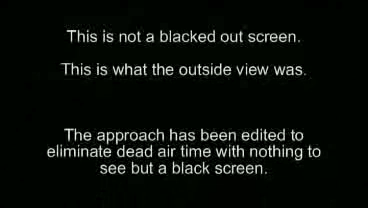 This is not a blacked out screen.
This is what the outside view was.
The approach has been edited to
eliminate dead air time with nothing to
see but a black screen.